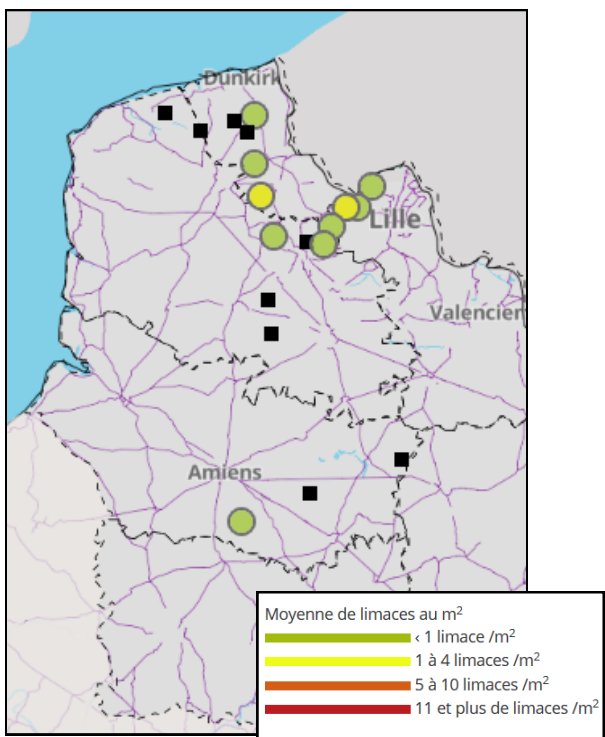 Dunkirk
Lille
Valencien
Amiens
Moyenne de limaces au m²
< 1 limace /m²
1 à 4 limaces /m²
5 à 10 limaces /m²
11 et plus de limaces /m²